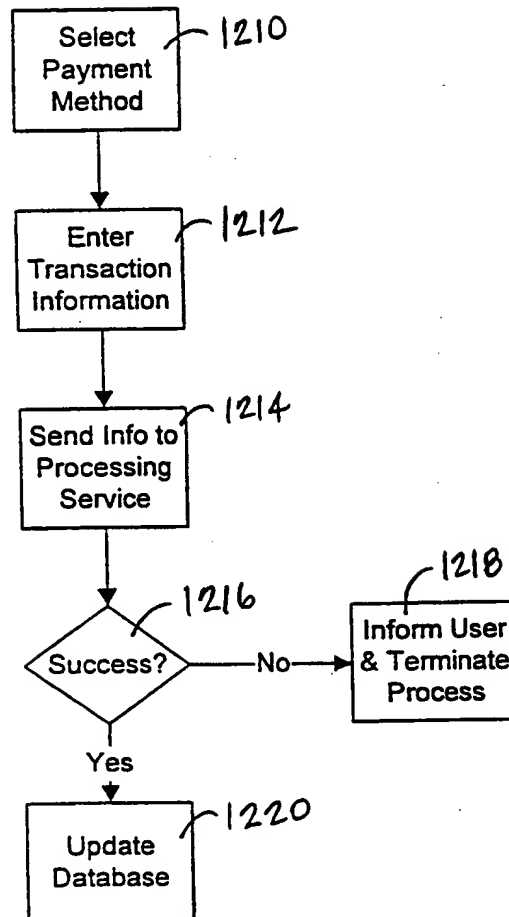 Select
Payment
Method
1210
Enter
Transaction
Information
1212
Send Info to
Processing
Service
1214
Success?
1216
No
Inform User
& Terminate
Process
1218
Yes
Update
Database
1220